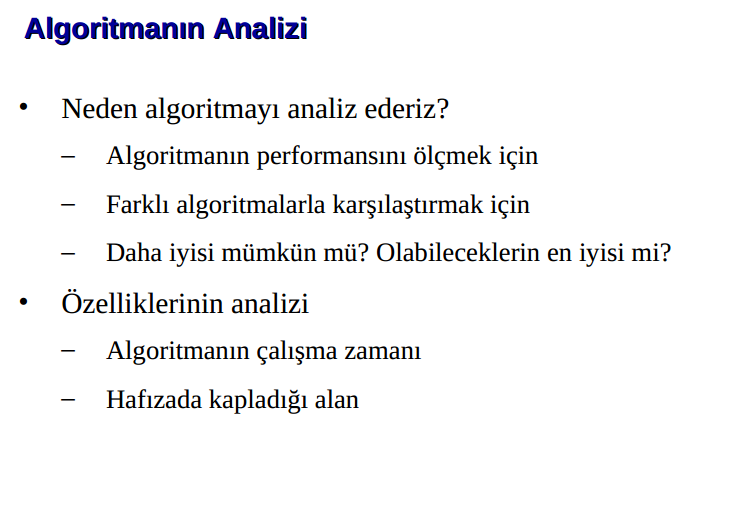 Algoritmanın Analizi
• Neden algoritmayı analiz ederiz?
– Algoritmanın performansını ölçmek için
– Farklı algoritmalarla karşılaştırmak için
– Daha iyisi mümkün mü? Olabileceklerin en iyisi mi?
• Özelliklerinin analizi
– Algoritmanın çalışma zamanı
– Hafızada kapladığı alan